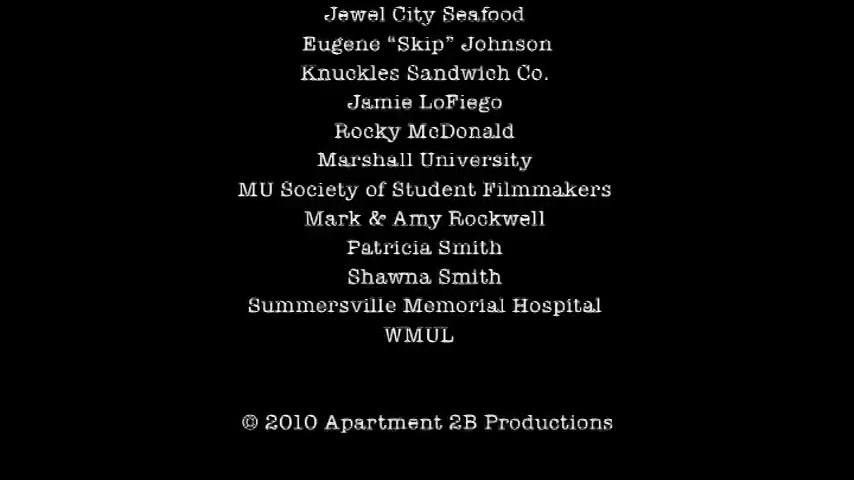 Jewel City Seafood
Eugene “Skip” Johnson
Knuckles Sandwich Co.
Jamie LoFiego
Rocky McDonald
Marshall University
MU Society of Student Filmmakers
Mark & Amy Rockwell
Patricia Smith
Shawna Smith
Summersville Memorial Hospital
WMUL
© 2010 Apartment 2B Productions